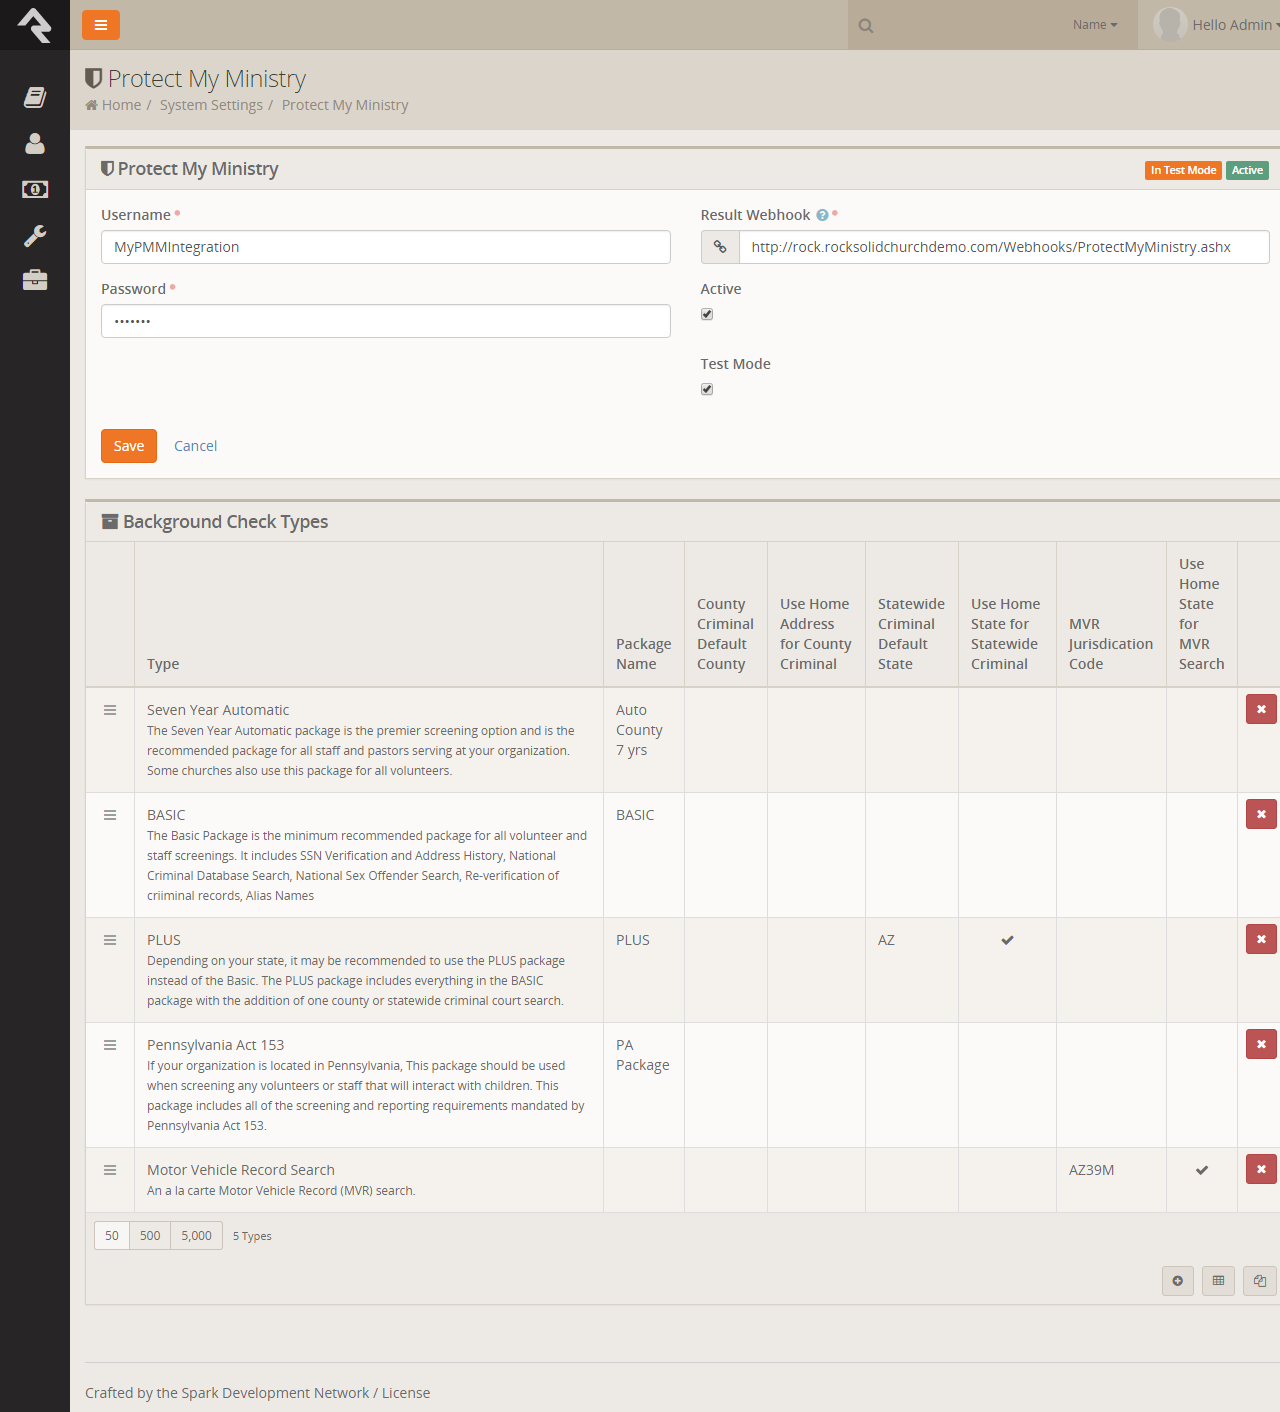 Name
Hello Admin
Protect My Ministry
Home / System Settings / Protect My Ministry
Protect My Ministry
In Test Mode Active
Username
Result Webhook
MyPMMIntegration
http://rock.rocksolidchurchdemo.com/Webhooks/ProtectMyMinistry.ashx
Password
Active
•••••••
Test Mode
Save Cancel
Background Check Types
Type
Package
Name
County
Criminal
Default
County
Use Home
Address
for County
Criminal
Statewide
Criminal
Default
State
Use Home
State for
Statewide
Criminal
MVR
Jurisdication
Code
Use
Home
State
for
MVR
Search
Seven Year Automatic
The Seven Year Automatic package is the premier screening option and is the
recommended package for all staff and pastors serving at your organization.
Some churches also use this package for all volunteers.
Auto
County
7 yrs
BASIC
The Basic Package is the minimum recommended package for all volunteer and
staff screenings. It includes SSN Verification and Address History, National
Criminal Database Search, National Sex Offender Search, Re-verification of
criiminal records, Alias Names
BASIC
PLUS
Depending on your state, it may be recommended to use the PLUS package
instead of the Basic. The PLUS package includes everything in the BASIC
package with the addition of one county or statewide criminal court search.
PLUS
AZ
Pennsylvania Act 153
If your organization is located in Pennsylvania, This package should be used
when screening any volunteers or staff that will interact with children. This
package includes all of the screening and reporting requirements mandated by
Pennsylvania Act 153.
PA
Package
Motor Vehicle Record Search
An a la carte Motor Vehicle Record (MVR) search.
AZ39M
50 500 5,000 5 Types
Crafted by the Spark Development Network / License